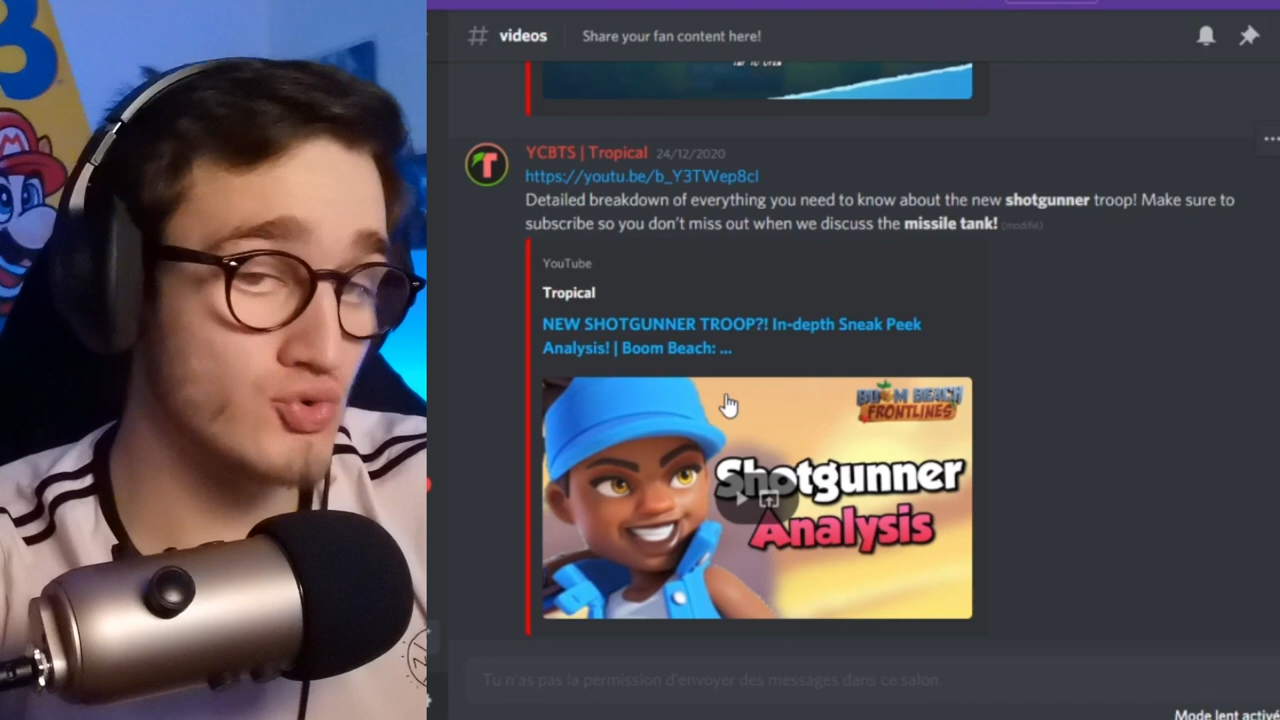 # videos
Share your fan content here!
YCBTS | Tropical 24/12/2020
https://youtu.be/b_Y3TWep8cI
Detailed breakdown of everything you need to know about the new shotgunner troop! Make sure to
subscribe so you don't miss out when we discuss the missile tank! (modifié)
YouTube
Tropical
NEW SHOTGUNNER TROOP?! In-depth Sneak Peek
Analysis! | Boom Beach: ...
BOOM BEACH
FRONTLINES
Shotgunner
Analysis
Tu n'as pas la permission d'envoyer des messages dans ce salon.
Mode lent activé